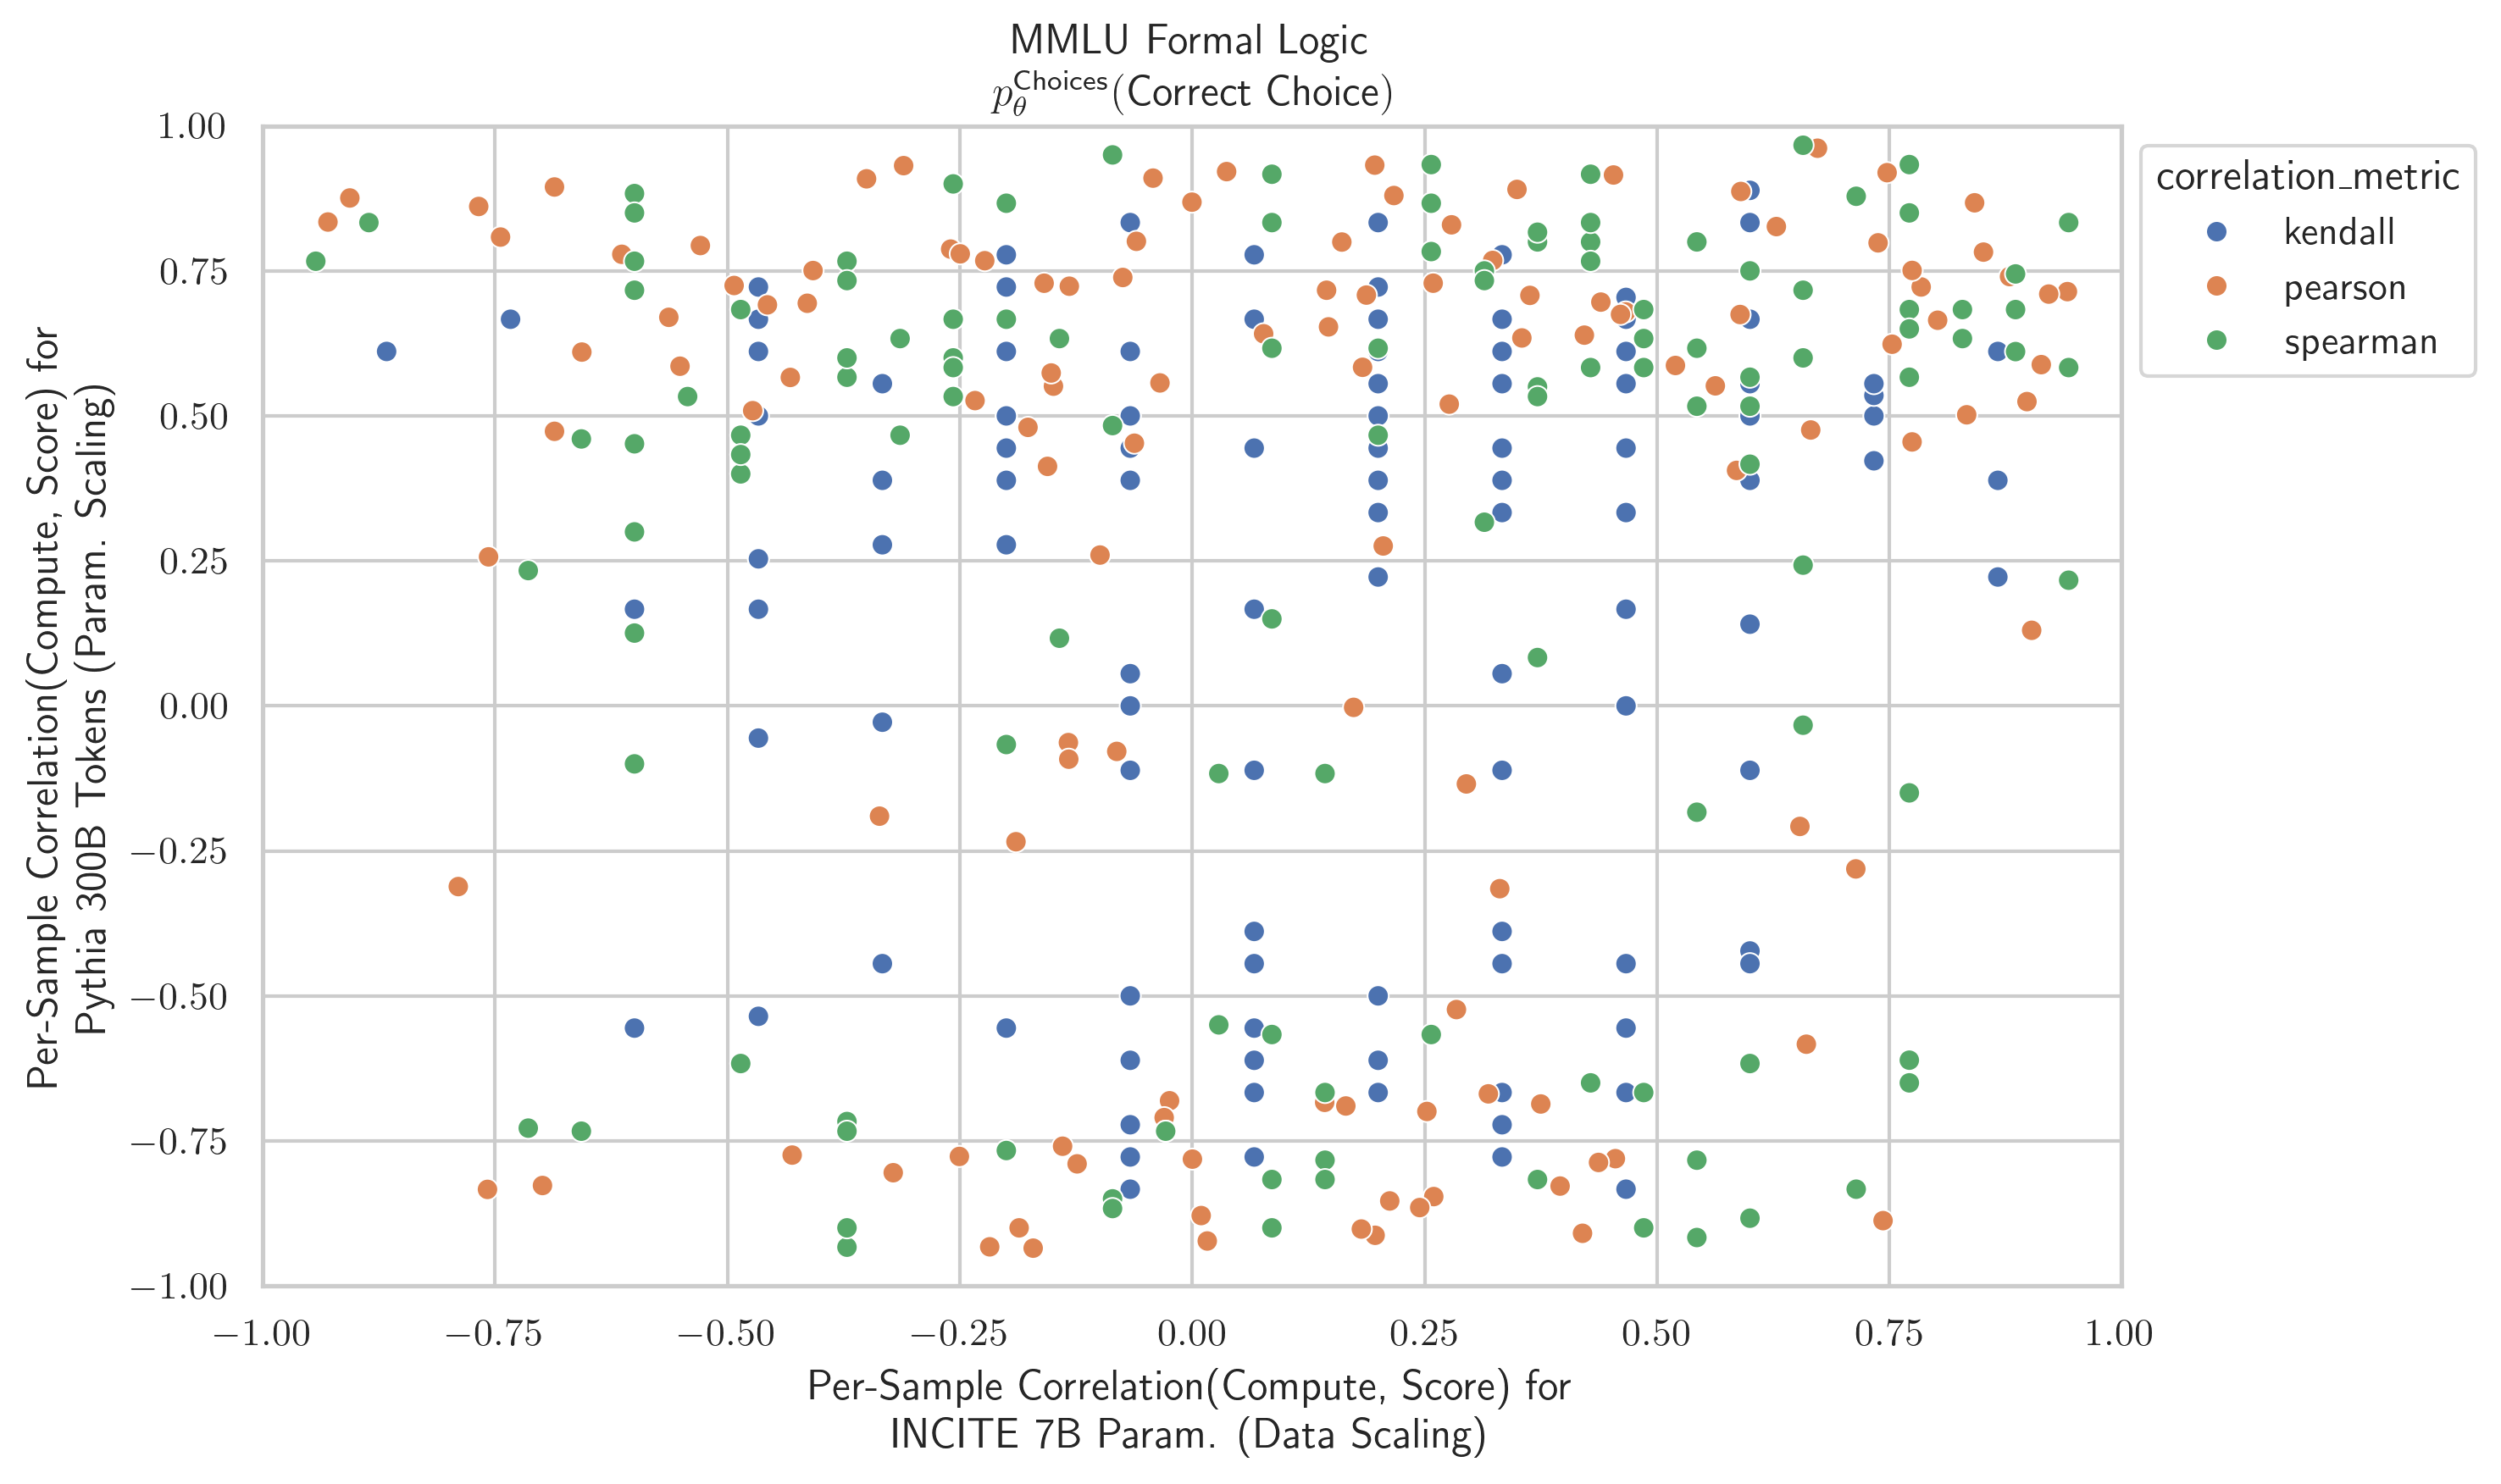 MMLU Formal Logic
p_θ^Choices(Correct Choice)
Per-Sample Correlation(Compute, Score) for
Pythia 300B Tokens (Param. Scaling)
1.00
0.75
0.50
0.25
0.00
−0.25
−0.50
−0.75
−1.00
−1.00 −0.75 −0.50 −0.25 0.00 0.25 0.50 0.75 1.00
Per-Sample Correlation(Compute, Score) for
INCITE 7B Param. (Data Scaling)
correlation_metric
kendall
pearson
spearman